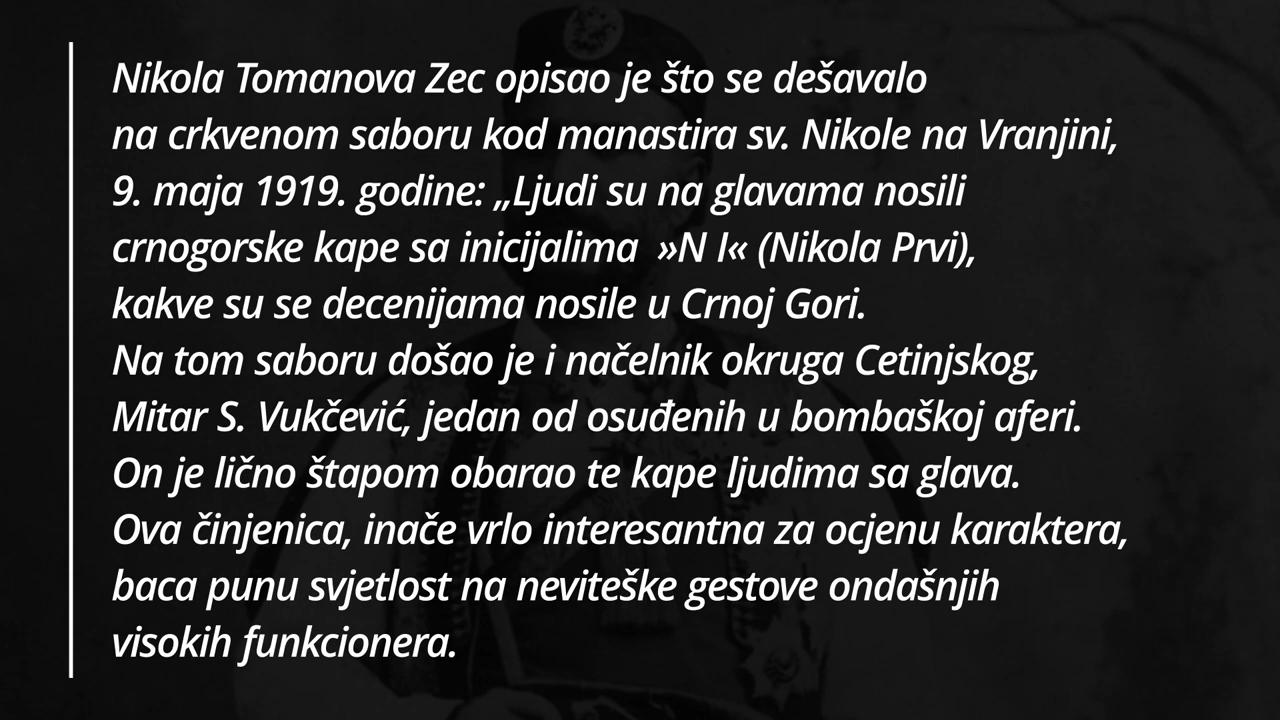 Nikola Tomanova Zec opisao je što se dešavalo
na crkvenom saboru kod manastira sv. Nikole na Vranjini,
9. maja 1919. godine: „Ljudi su na glavama nosili
crnogorske kape sa inicijalima »N I« (Nikola Prvi),
kakve su se decenijama nosile u Crnoj Gori.
Na tom saboru došao je i načelnik okruga Cetinjskog,
Mitar S. Vukčević, jedan od osuđenih u bombaškoj aferi.
On je lično štapom obarao te kape ljudima sa glava.
Ova činjenica, inače vrlo interesantna za ocjenu karaktera,
baca punu svjetlost na neviteške gestove ondašnjih
visokih funkcionera.